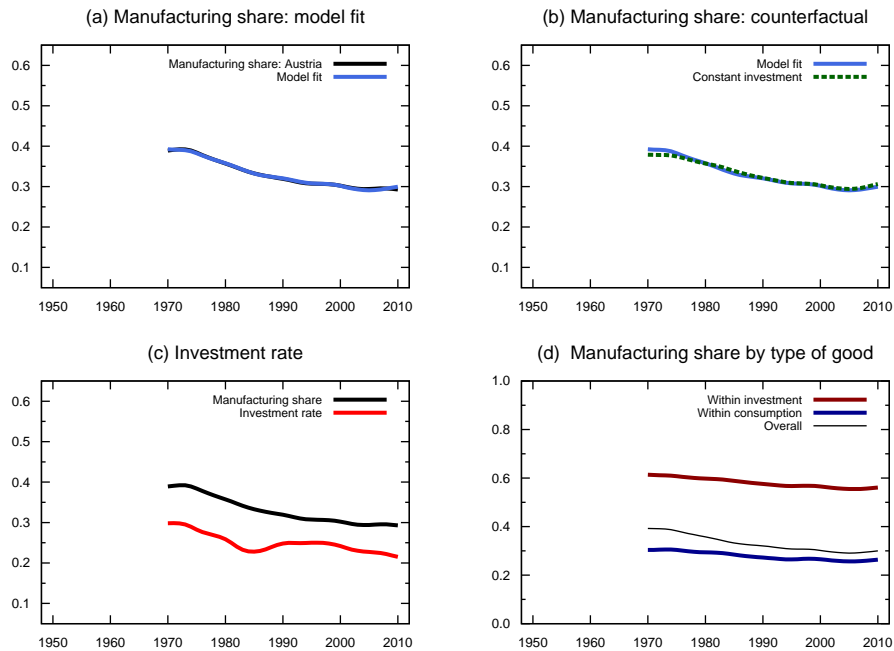 (a) Manufacturing share: model fit
Manufacturing share: Austria
Model fit
0.6
0.5
0.4
0.3
0.2
0.1
1950 1960 1970 1980 1990 2000 2010
(b) Manufacturing share: counterfactual
Model fit
Constant investment
0.6
0.5
0.4
0.3
0.2
0.1
1950 1960 1970 1980 1990 2000 2010
(c) Investment rate
Manufacturing share
Investment rate
0.6
0.5
0.4
0.3
0.2
0.1
1950 1960 1970 1980 1990 2000 2010
(d) Manufacturing share by type of good
Within investment
Within consumption
Overall
1.0
0.8
0.6
0.4
0.2
0.0
1950 1960 1970 1980 1990 2000 2010